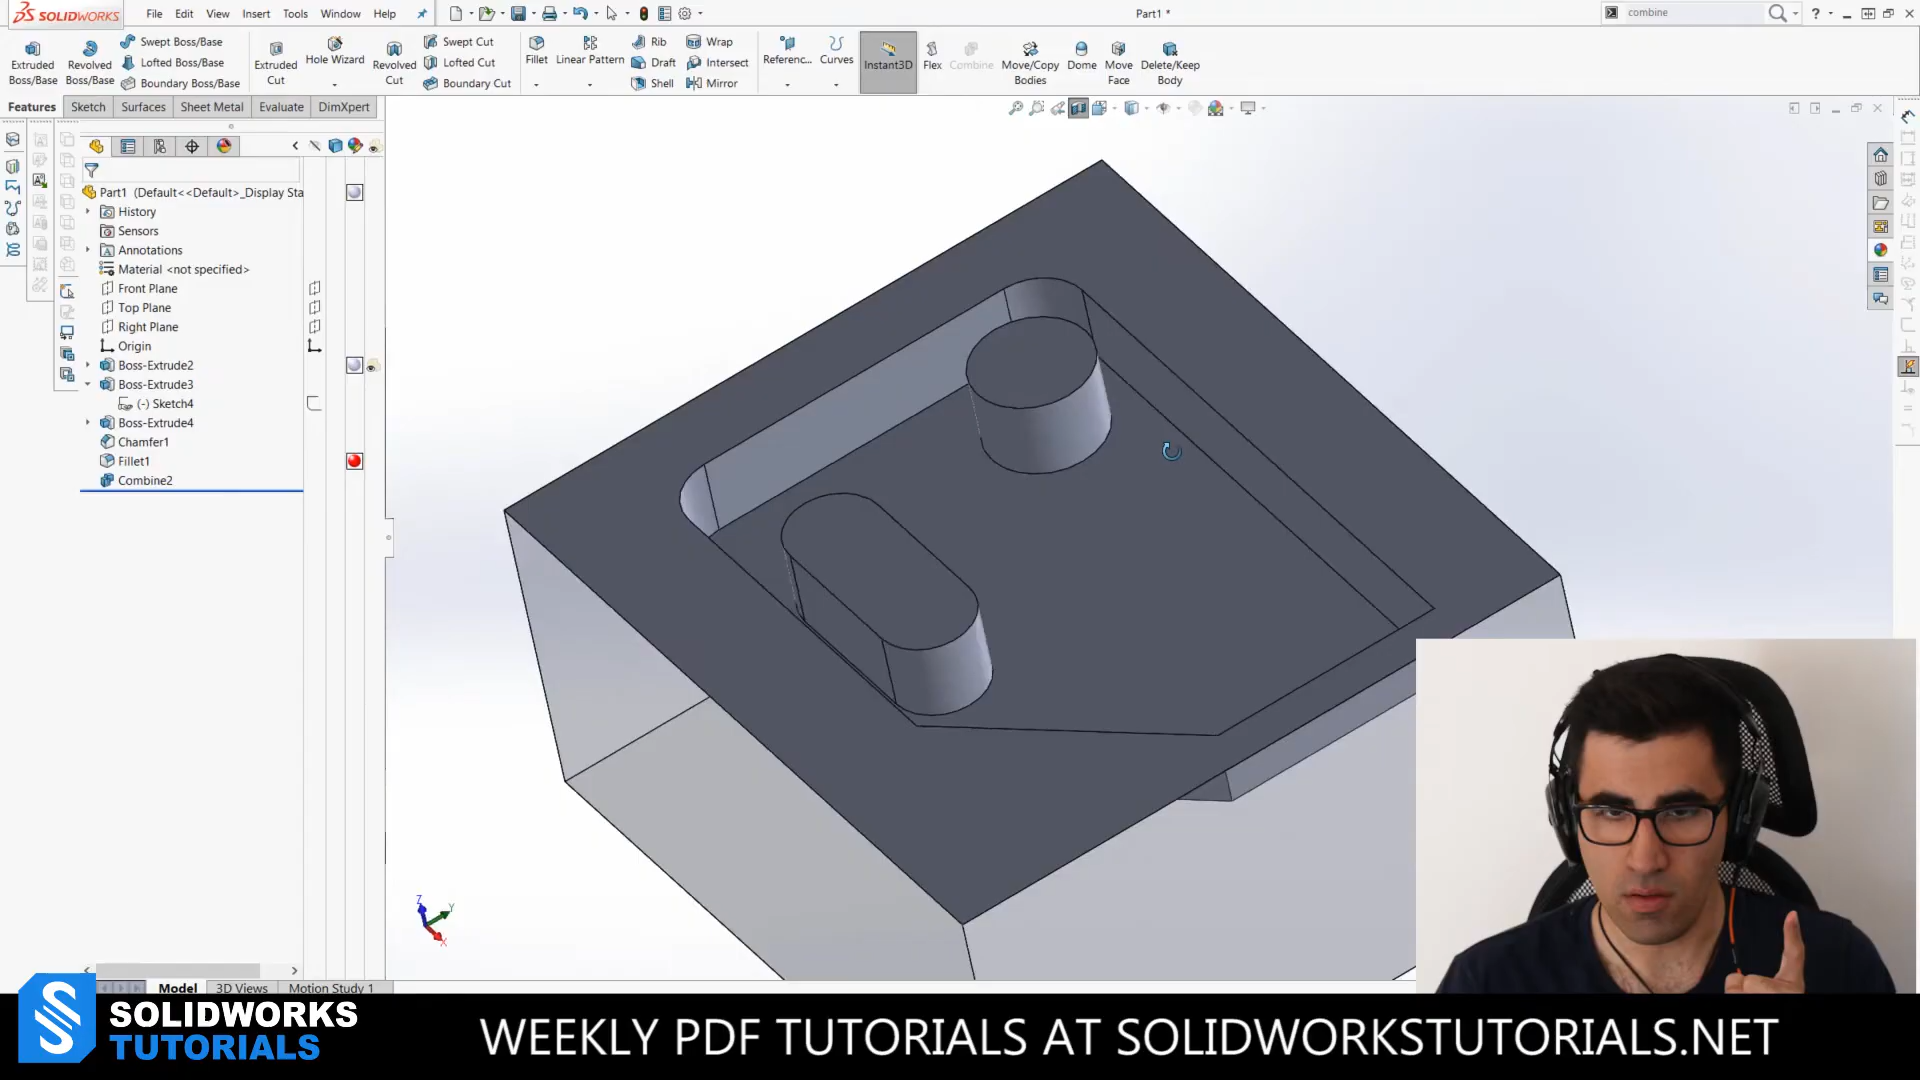 SOLIDWORKS
File Edit View Insert Tools Window Help
Part1 *
combine
Extruded Boss/Base
Revolved Boss/Base
Swept Boss/Base
Lofted Boss/Base
Boundary Boss/Base
Extruded Cut
Hole Wizard
Revolved Cut
Swept Cut
Lofted Cut
Boundary Cut
Fillet
Linear Pattern
Rib
Draft
Shell
Wrap
Intersect
Mirror
Referenc...
Curves
Instant3D
Flex
Combine
Move/Copy Bodies
Dome
Move Face
Delete/Keep Body
Features Sketch Surfaces Sheet Metal Evaluate DimXpert
Part1 (Default<<Default>_Display Sta
History
Sensors
Annotations
Material <not specified>
Front Plane
Top Plane
Right Plane
Origin
Boss-Extrude2
Boss-Extrude3
(-) Sketch4
Boss-Extrude4
Chamfer1
Fillet1
Combine2
Z
Y
X
Model 3D Views Motion Study 1
SOLIDWORKS
TUTORIALS
WEEKLY PDF TUTORIALS AT SOLIDWORKSTUTORIALS.NET